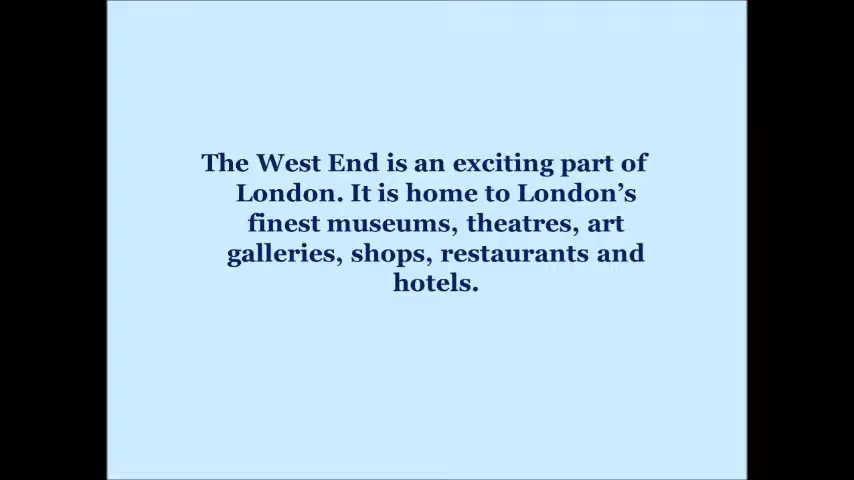 The West End is an exciting part of
London. It is home to London’s
finest museums, theatres, art
galleries, shops, restaurants and
hotels.